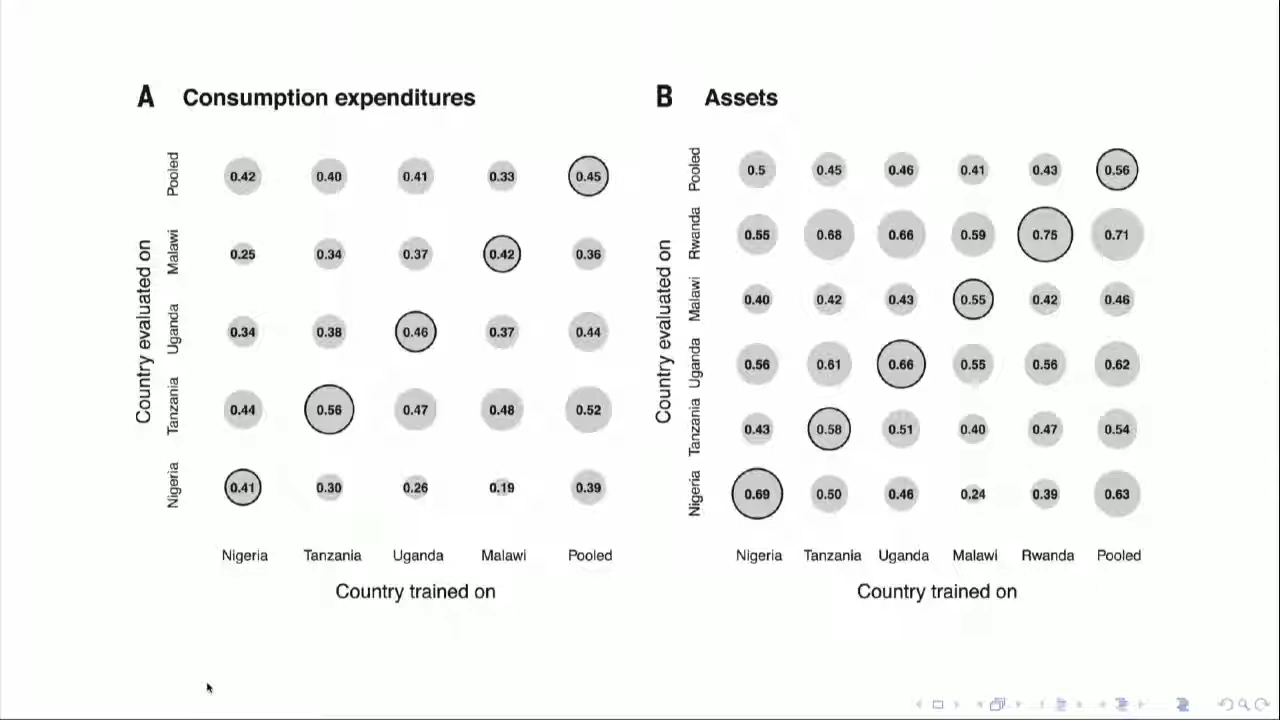 A Consumption expenditures
Country evaluated on
Pooled
0.42 0.40 0.41 0.33 0.45
Malawi
0.25 0.34 0.37 0.42 0.36
Uganda
0.34 0.38 0.46 0.37 0.44
Tanzania
0.44 0.56 0.47 0.48 0.52
Nigeria
0.41 0.30 0.26 0.19 0.39
Nigeria Tanzania Uganda Malawi Pooled
Country trained on
B Assets
Country evaluated on
Pooled
0.5 0.45 0.46 0.41 0.43 0.56
Rwanda
0.55 0.68 0.66 0.59 0.75 0.71
Malawi
0.40 0.42 0.43 0.55 0.42 0.46
Uganda
0.56 0.61 0.66 0.55 0.56 0.62
Tanzania
0.43 0.58 0.51 0.40 0.47 0.54
Nigeria
0.69 0.50 0.46 0.24 0.39 0.63
Nigeria Tanzania Uganda Malawi Rwanda Pooled
Country trained on